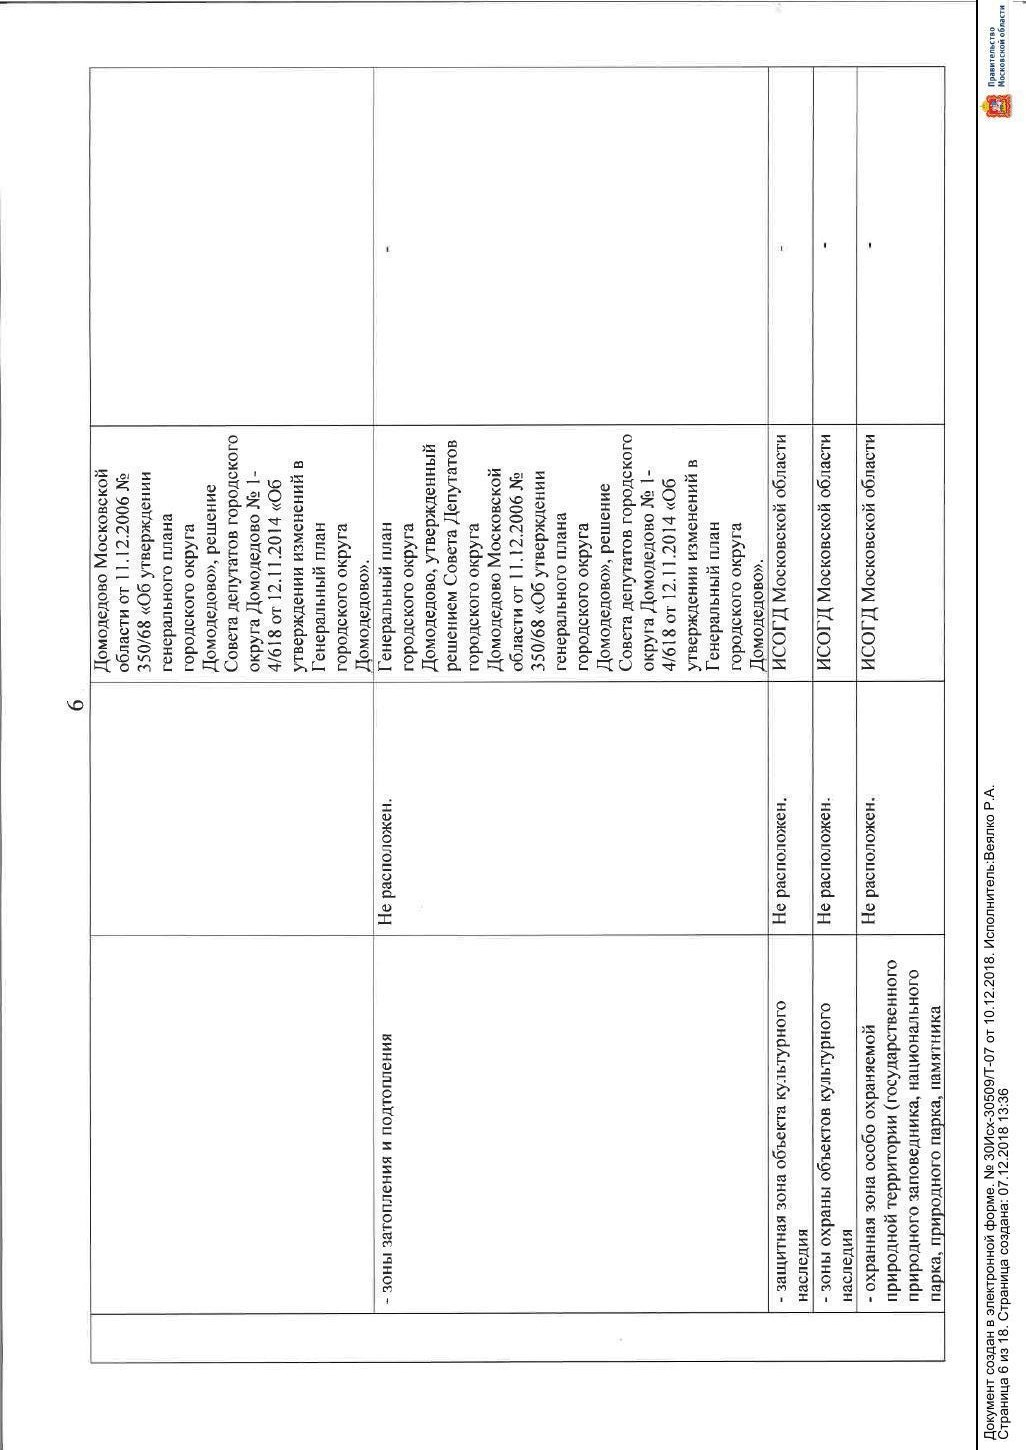 6
Домодедово Московской
области от 11.12.2006 №
350/68 «Об утверждении
генерального плана
городского округа
Домодедово», решение
Совета депутатов городского
округа Домодедово № 1-
4/618 от 12.11.2014 «Об
утверждении изменений в
Генеральный план
городского округа
Домодедово».
- зоны затопления и подтопления
Не расположен.
Генеральный план
городского округа
Домодедово, утвержденный
решением Совета Депутатов
городского округа
Домодедово Московской
области от 11.12.2006 №
350/68 «Об утверждении
генерального плана
городского округа
Домодедово», решение
Совета депутатов городского
округа Домодедово № 1-
4/618 от 12.11.2014 «Об
утверждении изменений в
Генеральный план
городского округа
Домодедово».
-
- защитная зона объекта культурного
наследия
Не расположен.
ИСОГД Московской области
-
- зоны охраны объектов культурного
наследия
Не расположен.
ИСОГД Московской области
-
- охранная зона особо охраняемой
природной территории (государственного
природного заповедника, национального
парка, природного парка, памятника
Не расположен.
ИСОГД Московской области
-
Документ создан в электронной форме. № 30Исх-30509/Т-07 от 10.12.2018. Исполнитель:Веялко Р.А.
Страница 6 из 18. Страница создана: 07.12.2018 13:36
Правительство
Московской области